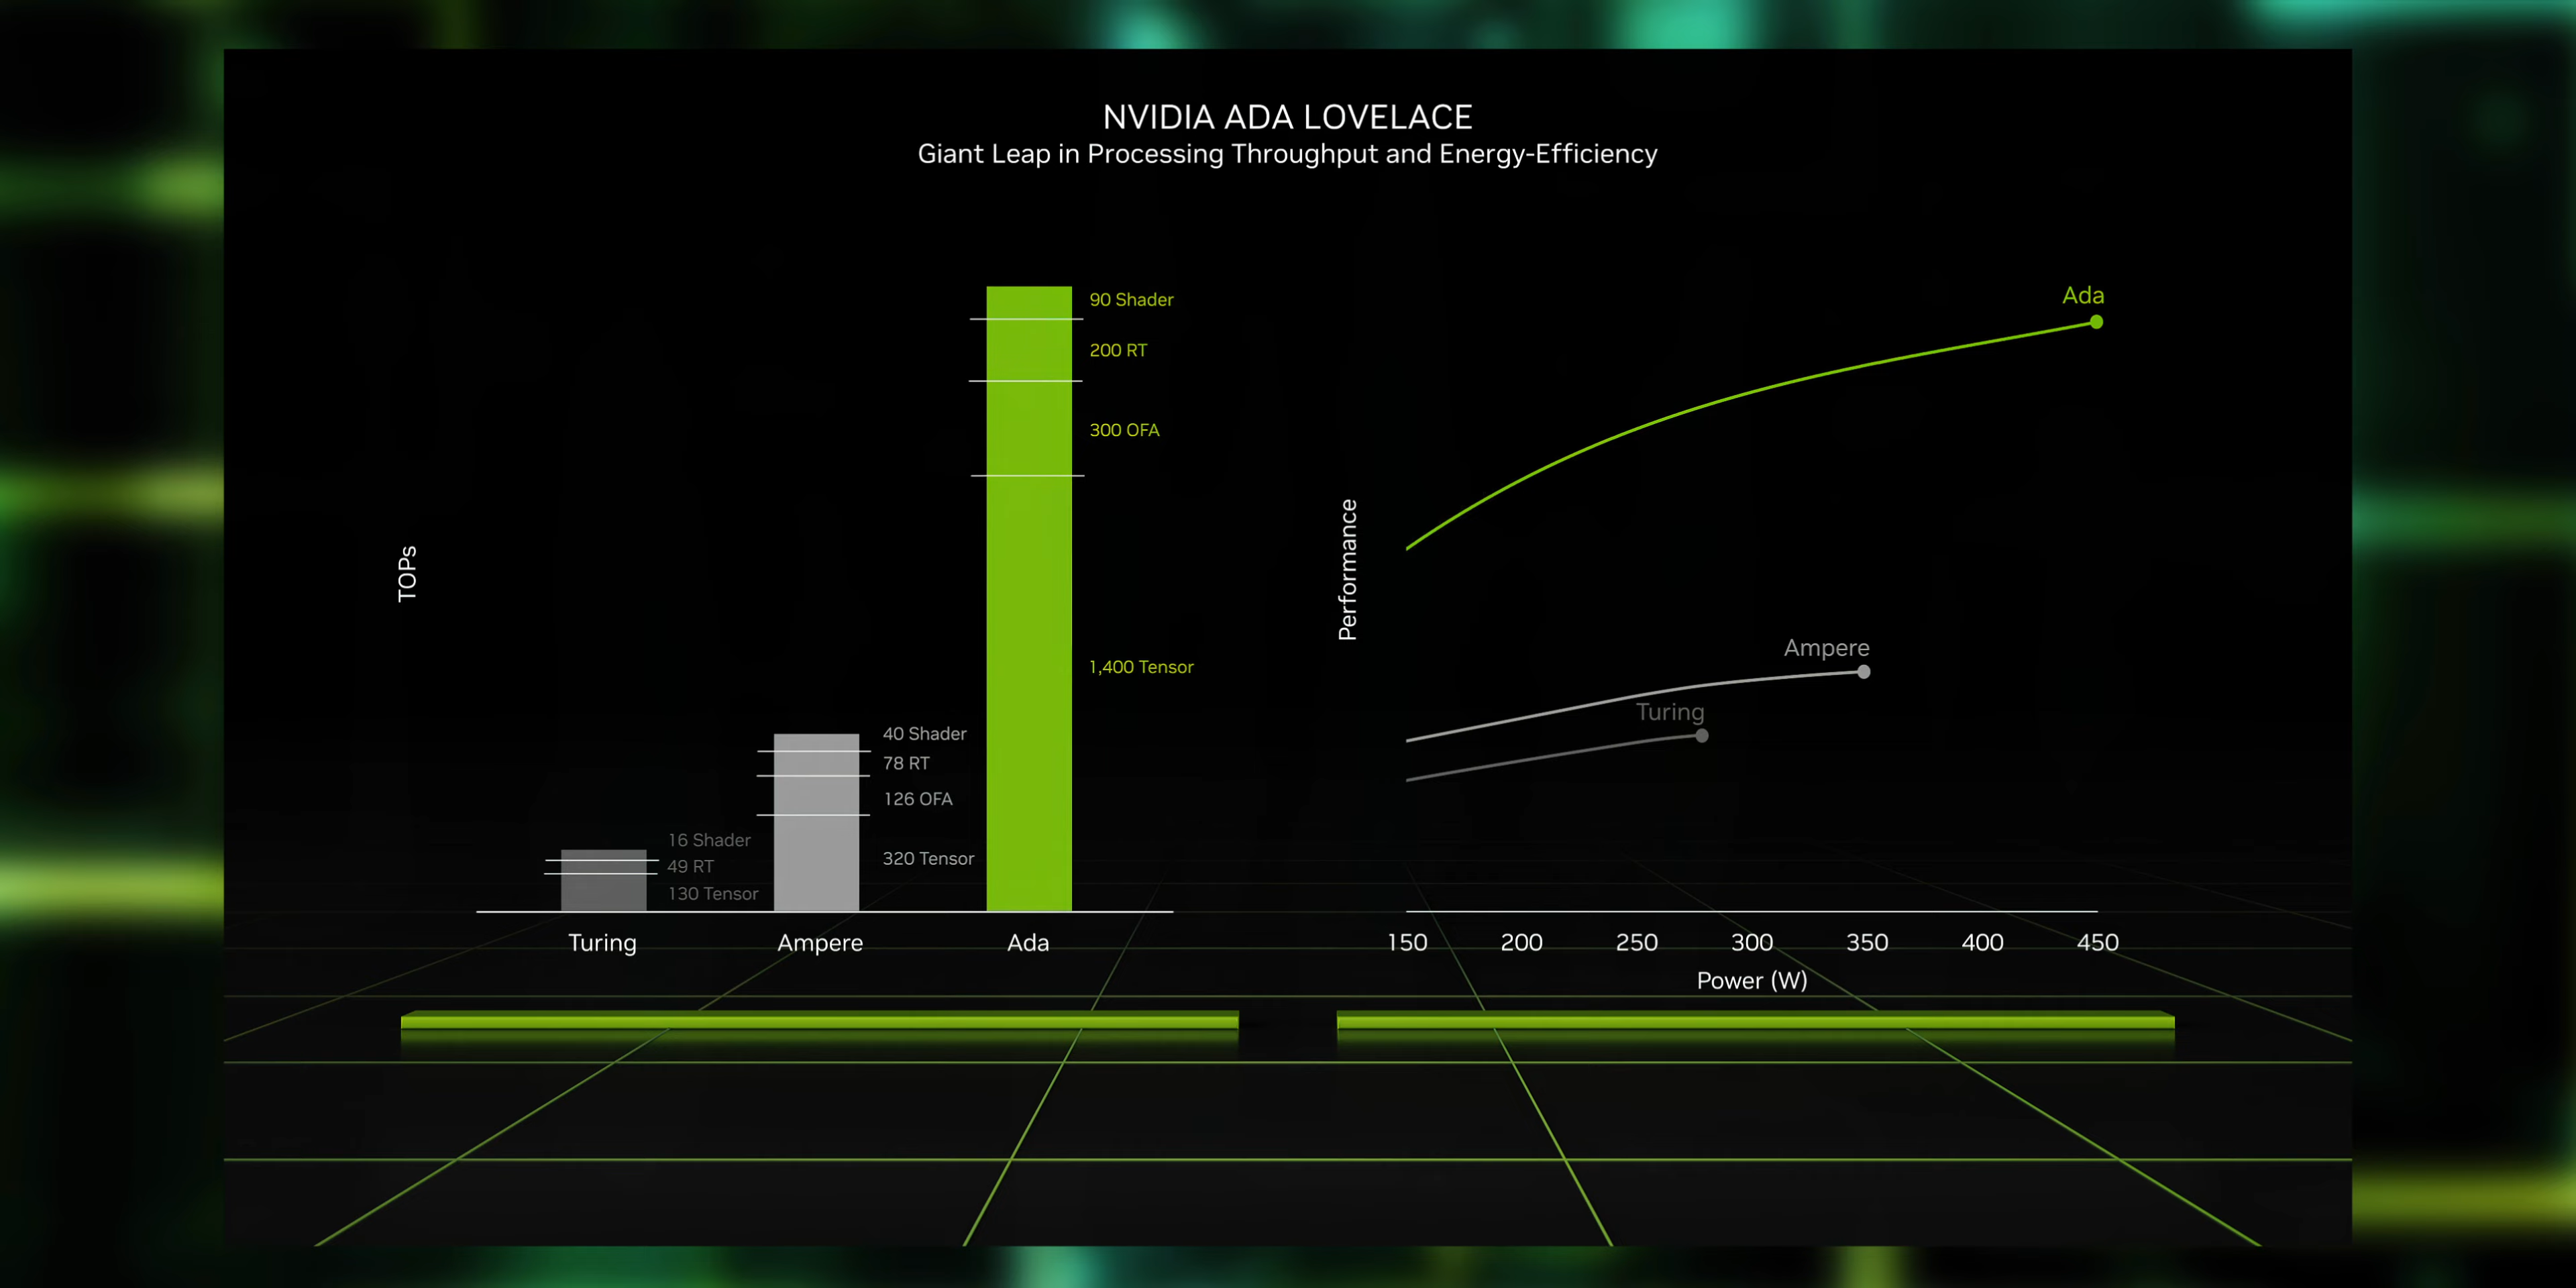 NVIDIA ADA LOVELACE
Giant Leap in Processing Throughput and Energy-Efficiency
TOPs
90 Shader
200 RT
300 OFA
1,400 Tensor
40 Shader
78 RT
126 OFA
320 Tensor
16 Shader
49 RT
130 Tensor
Turing Ampere Ada
Performance
Ada
Ampere
Turing
150 200 250 300 350 400 450
Power (W)